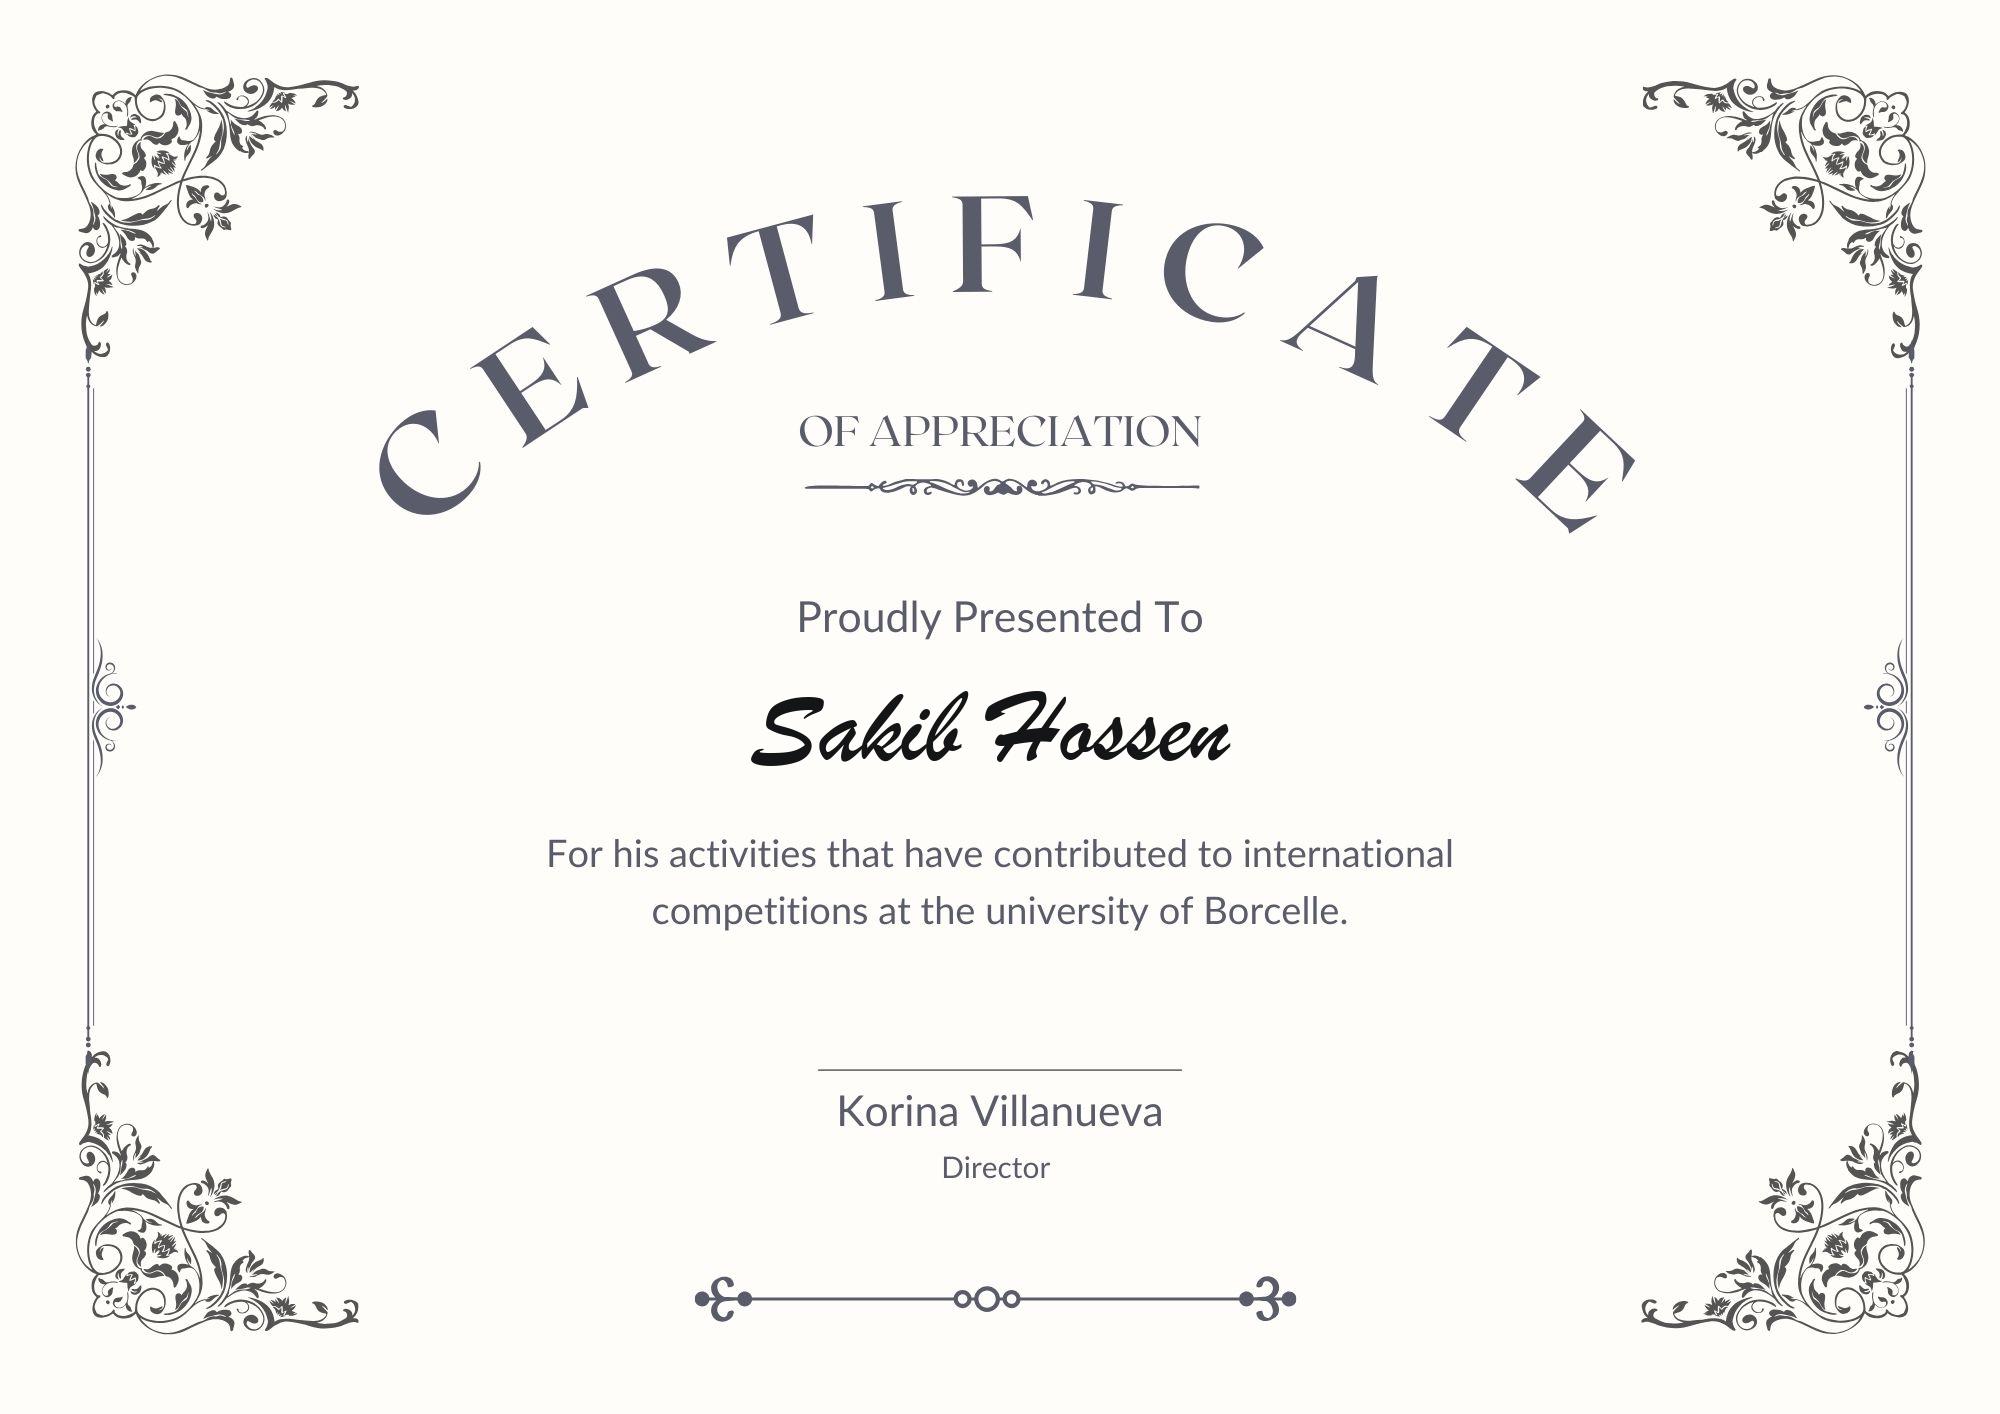 CERTIFICATE
OF APPRECIATION
Proudly Presented To
Sakib Hossen
For his activities that have contributed to international
competitions at the university of Borcelle.
Korina Villanueva
Director